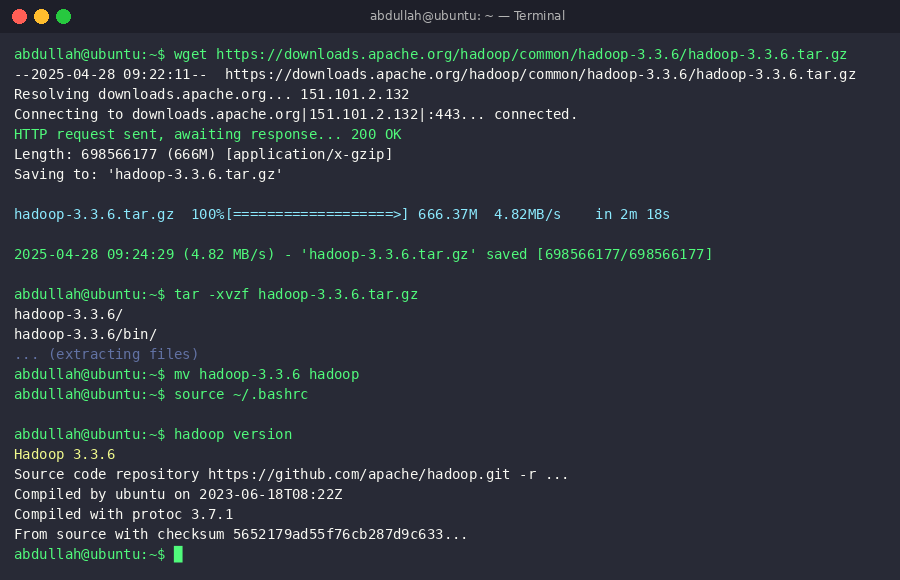 abdullah@ubuntu: ~ — Terminal
abdullah@ubuntu:~$ wget https://downloads.apache.org/hadoop/common/hadoop-3.3.6/hadoop-3.3.6.tar.gz
--2025-04-28 09:22:11--  https://downloads.apache.org/hadoop/common/hadoop-3.3.6/hadoop-3.3.6.tar.gz
Resolving downloads.apache.org... 151.101.2.132
Connecting to downloads.apache.org|151.101.2.132|:443... connected.
HTTP request sent, awaiting response... 200 OK
Length: 698566177 (666M) [application/x-gzip]
Saving to: 'hadoop-3.3.6.tar.gz'
hadoop-3.3.6.tar.gz  100%[===================>] 666.37M  4.82MB/s    in 2m 18s
2025-04-28 09:24:29 (4.82 MB/s) - 'hadoop-3.3.6.tar.gz' saved [698566177/698566177]
abdullah@ubuntu:~$ tar -xvzf hadoop-3.3.6.tar.gz
hadoop-3.3.6/
hadoop-3.3.6/bin/
... (extracting files)
abdullah@ubuntu:~$ mv hadoop-3.3.6 hadoop
abdullah@ubuntu:~$ source ~/.bashrc
abdullah@ubuntu:~$ hadoop version
Hadoop 3.3.6
Source code repository https://github.com/apache/hadoop.git -r ...
Compiled by ubuntu on 2023-06-18T08:22Z
Compiled with protoc 3.7.1
From source with checksum 5652179ad55f76cb287d9c633...
abdullah@ubuntu:~$